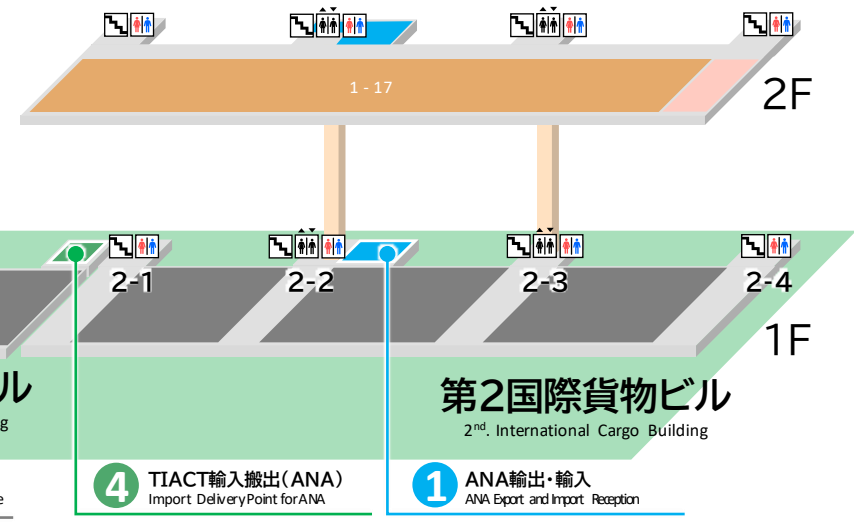 2F
1 - 17
2-1
2-2
2-3
2-4
1F
ル
g
第2国際貨物ビル
2nd. International Cargo Building
e
4
TIACT輸入搬出(ANA)
Import Delivery Point for ANA
1
ANA輸出・輸入
ANA Export and Import Reception